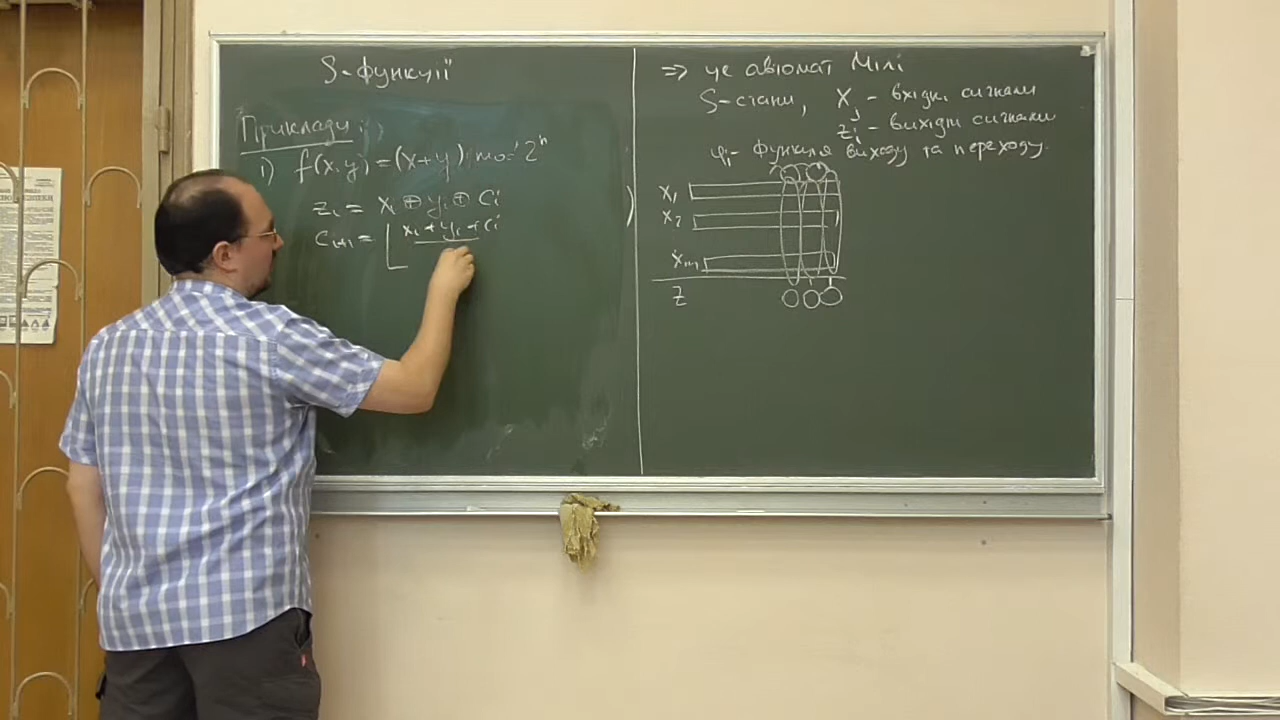 S-функції
Приклади:
1) f(x,y) = (x+y) mod 2ⁿ
zᵢ = xᵢ ⊕ yᵢ ⊕ cᵢ
cᵢ₊₁ = ⌊ xᵢ + yᵢ + cᵢ
⇒ це автомат Мілі
S-стани, xⱼ - вхідні сигнали
zᵢ - вихідні сигнали
φᵢ - функція виходу та переходу.
x₁
x₂
xₘ
Z